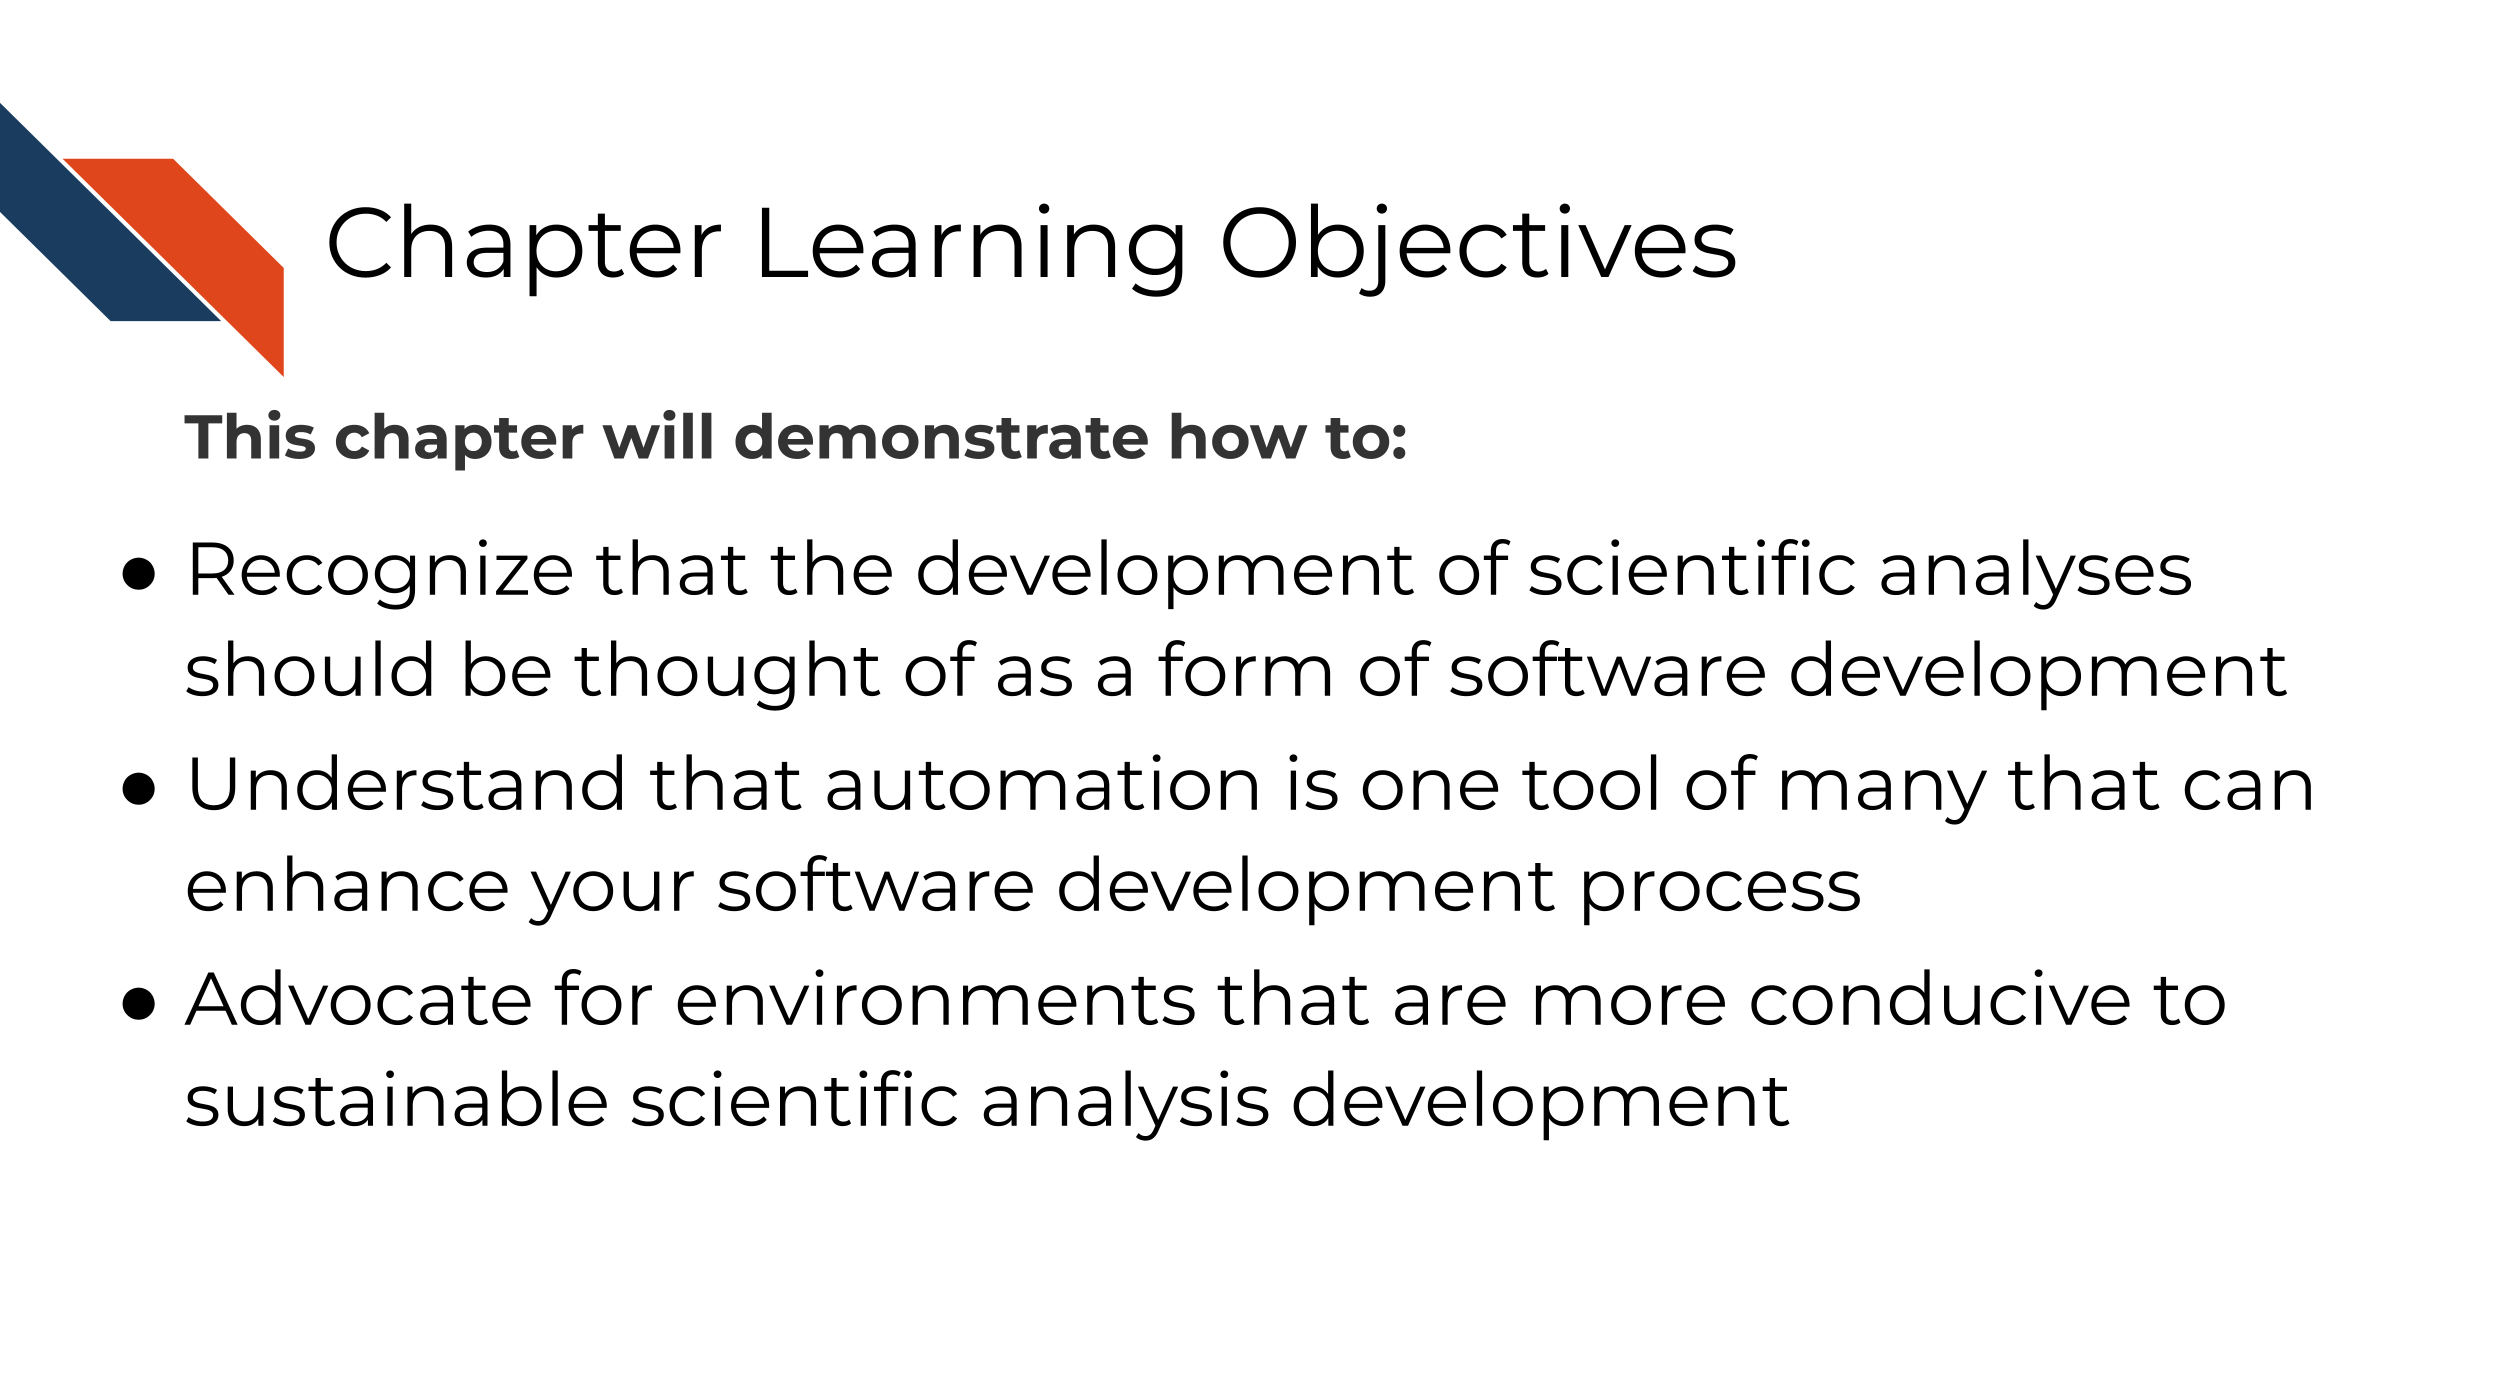 Chapter Learning Objectives
This chapter will demonstrate how to:
● Recognize that the development of scientific analyses
should be thought of as a form of software development
● Understand that automation is one tool of many that can
enhance your software development process
● Advocate for environments that are more conducive to
sustainable scientific analysis development